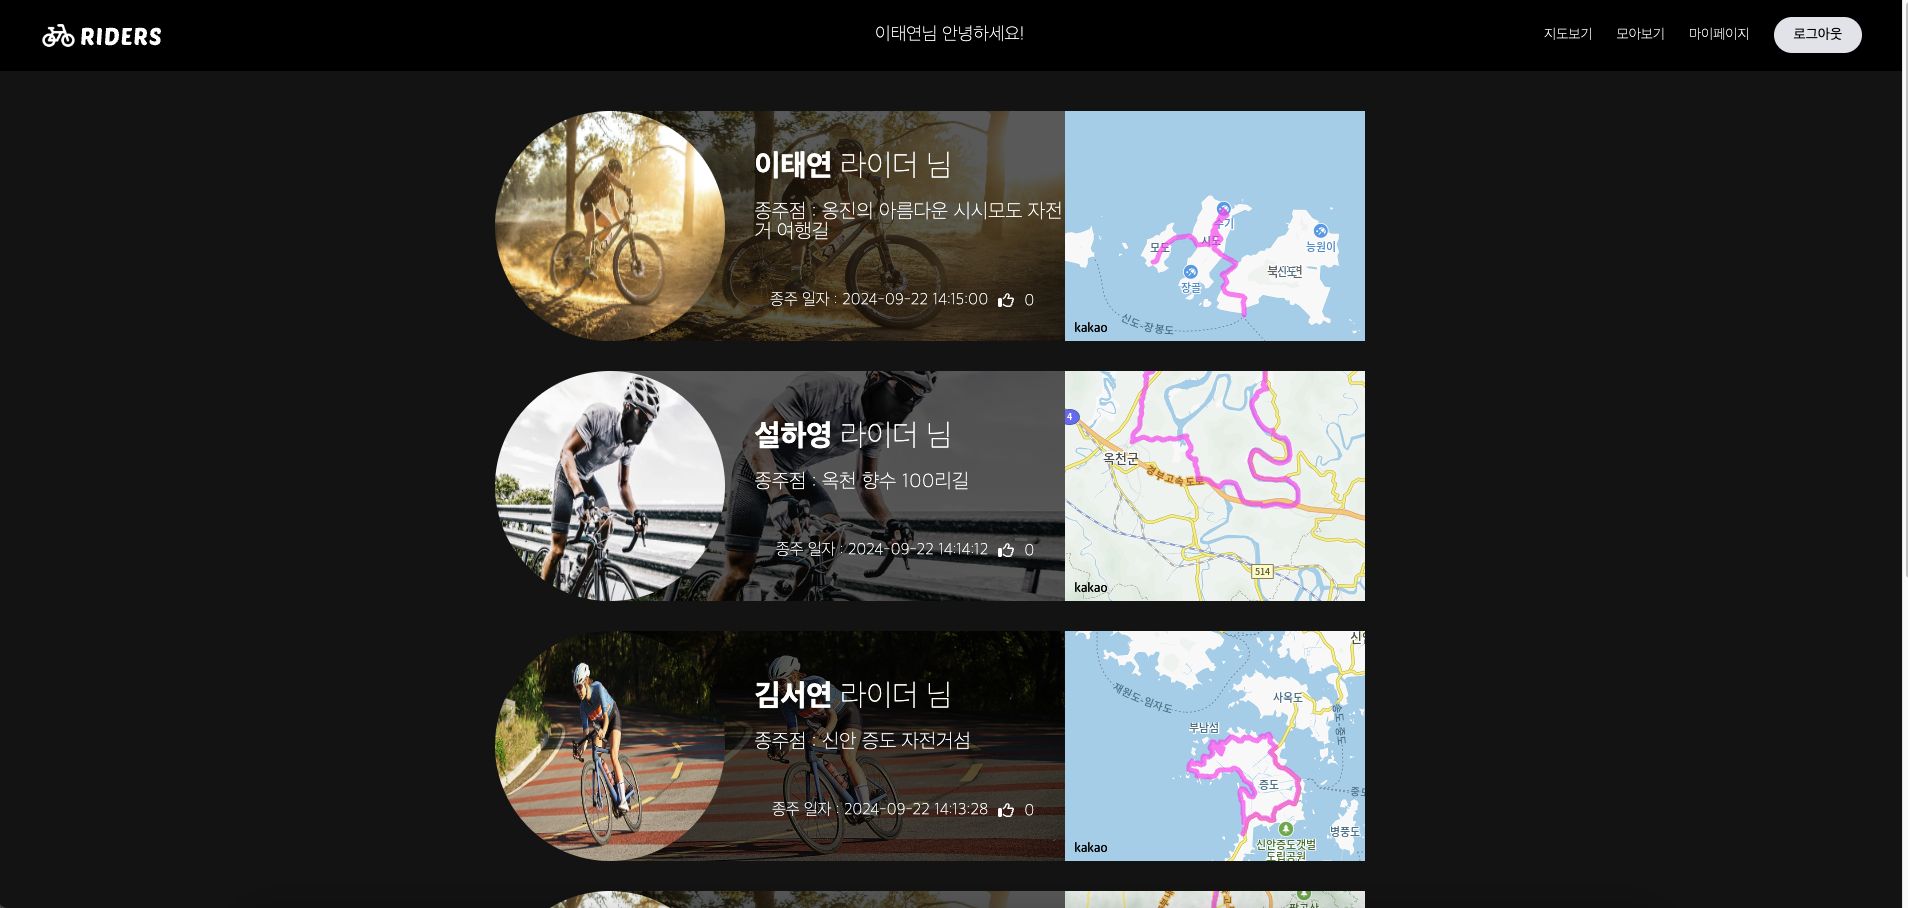 RIDERS
이태연님 안녕하세요!
지도보기
모아보기
마이페이지
로그아웃
이태연 라이더 님
종주점 : 옹진의 아름다운 시시모도 자전
거 여행길
종주 일자 : 2024-09-22 14:15:00 0
수기
시도
모도
능원이
북신도면
장골
신도-장봉도
kakao
설하영 라이더 님
종주점 : 옥천 향수 100리길
종주 일자 : 2024-09-22 14:14:12 0
4
옥천군
경부고속도로
514
kakao
김서연 라이더 님
종주점 : 신안 증도 자전거섬
종주 일자 : 2024-09-22 14:13:28 0
재원도-임자도
사옥도
부남섬
증도
병풍도
신안증도갯벌
도립공원
kakao